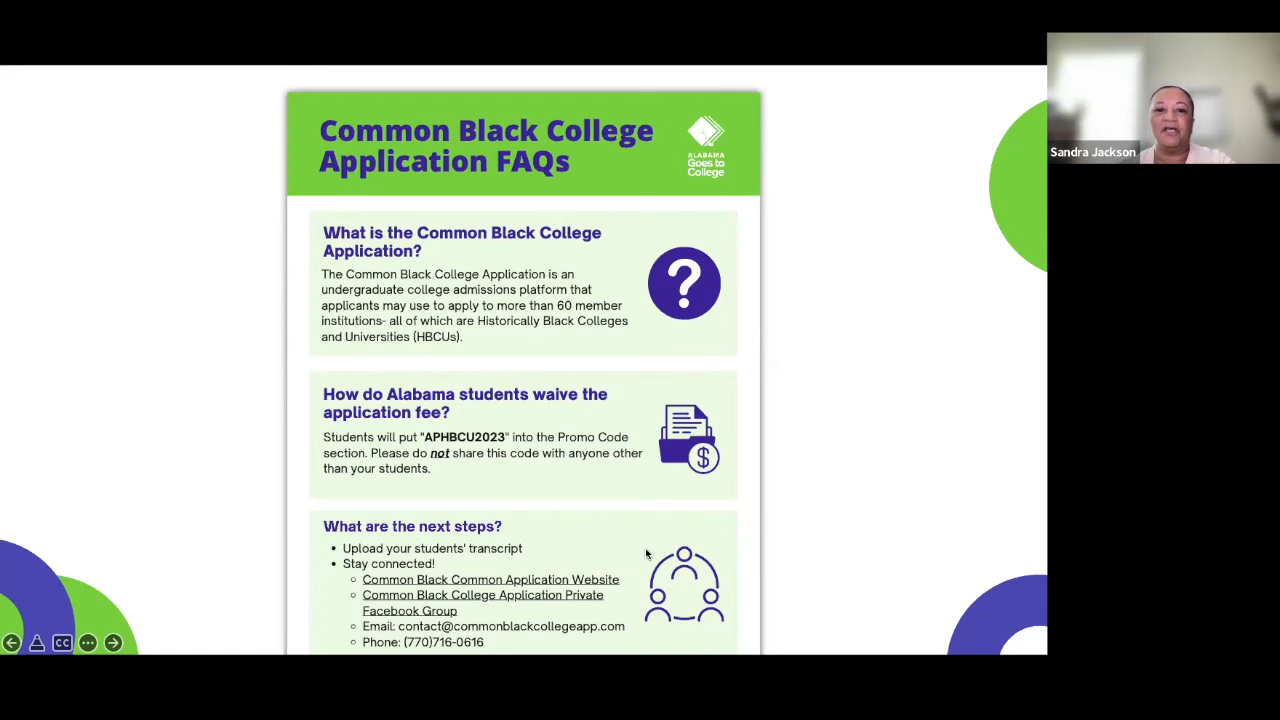 Common Black College
Application FAQs
ALABAMA
Goes to
College
What is the Common Black College
Application?
The Common Black College Application is an
undergraduate college admissions platform that
applicants may use to apply to more than 60 member
institutions- all of which are Historically Black Colleges
and Universities (HBCUs).
How do Alabama students waive the
application fee?
Students will put "APHBCU2023" into the Promo Code
section. Please do not share this code with anyone other
than your students.
What are the next steps?
• Upload your students' transcript
• Stay connected!
Common Black Common Application Website
Common Black College Application Private
Facebook Group
Email: contact@commonblackcollegeapp.com
Phone: (770)716-0616
CC
Sandra Jackson